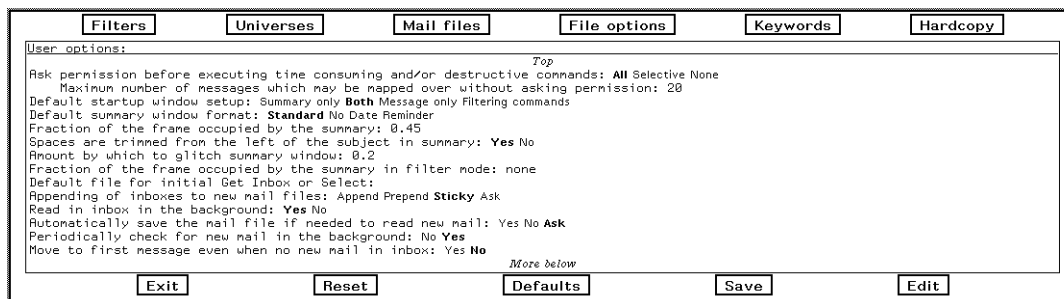 Filters Universes Mail files File options Keywords Hardcopy
User options:
Top
Ask permission before executing time consuming and/or destructive commands: All Selective None
Maximum number of messages which may be mapped over without asking permission: 20
Default startup window setup: Summary only Both Message only Filtering commands
Default summary window format: Standard No Date Reminder
Fraction of the frame occupied by the summary: 0.45
Spaces are trimmed from the left of the subject in summary: Yes No
Amount by which to glitch summary window: 0.2
Fraction of the frame occupied by the summary in filter mode: none
Default file for initial Get Inbox or Select:
Appending of inboxes to new mail files: Append Prepend Sticky Ask
Read in inbox in the background: Yes No
Automatically save the mail file if needed to read new mail: Yes No Ask
Periodically check for new mail in the background: No Yes
Move to first message even when no new mail in inbox: Yes No
More below
Exit Reset Defaults Save Edit